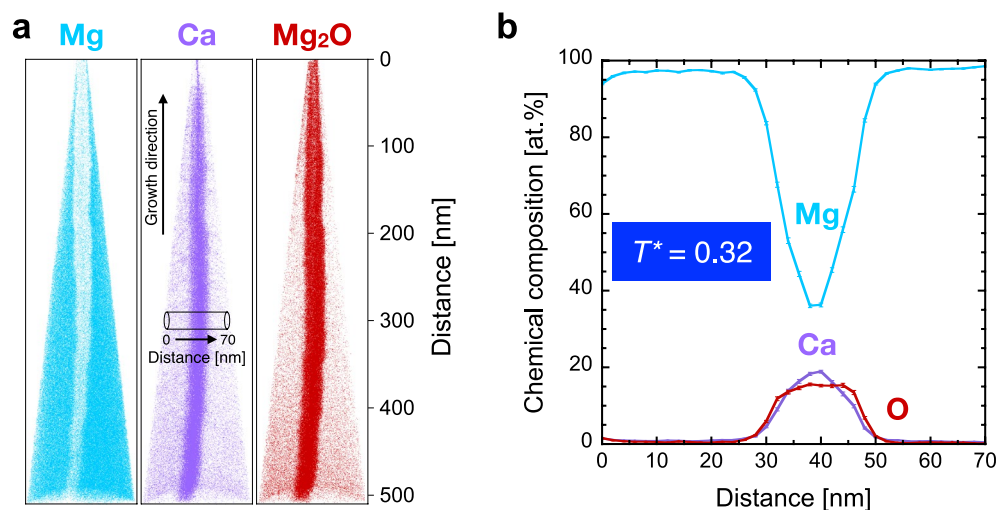 a
Mg
Ca
Mg₂O
Growth direction
0
70
Distance [nm]
0
100
200
300
400
500
Distance [nm]
b
100
80
60
40
20
0
Chemical composition [at.%]
T* = 0.32
Mg
Ca
O
0
10
20
30
40
50
60
70
Distance [nm]